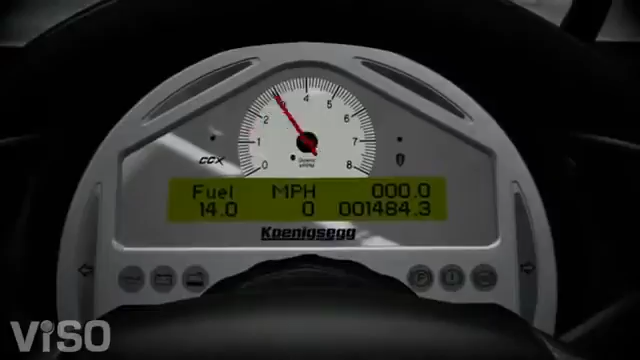 4
3 5
2 6
1 7
0 8
CCX
Fuel MPH 000.0
14.0 0 001484.3
Koenigsegg
viso